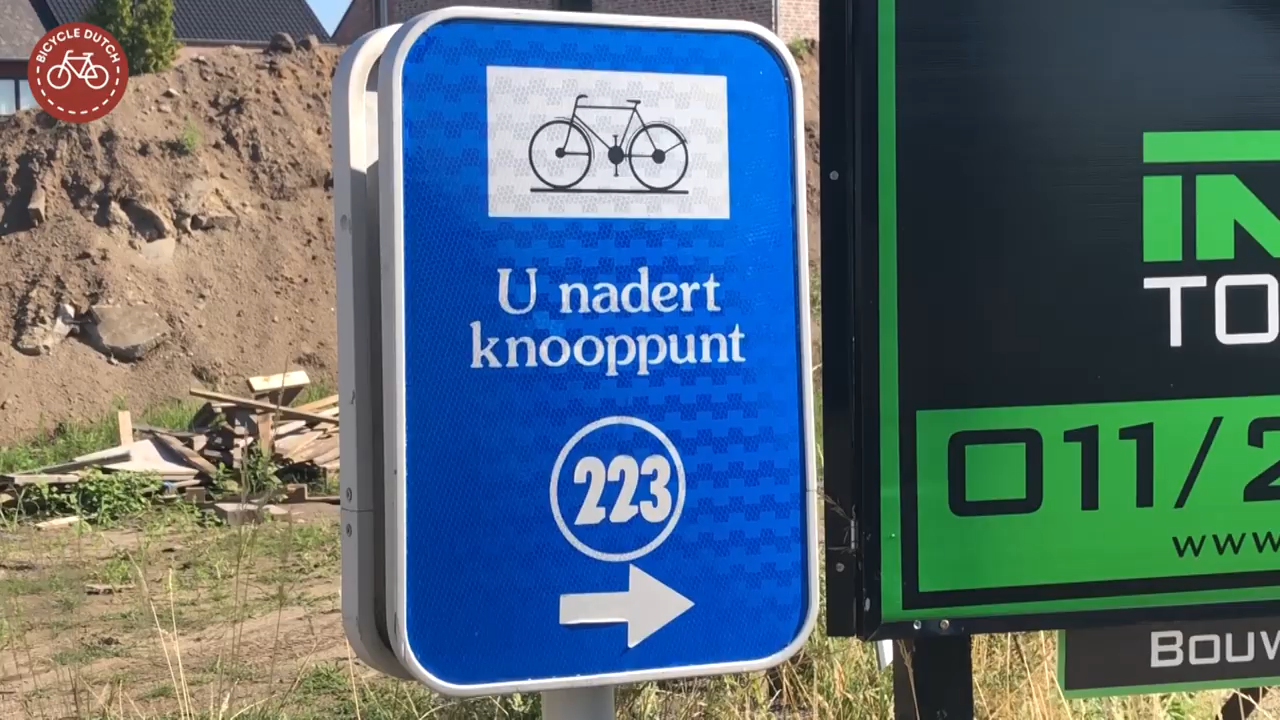 BICYCLE DUTCH
U nadert
knooppunt
223
IN
TO
011/2
www
BOUW